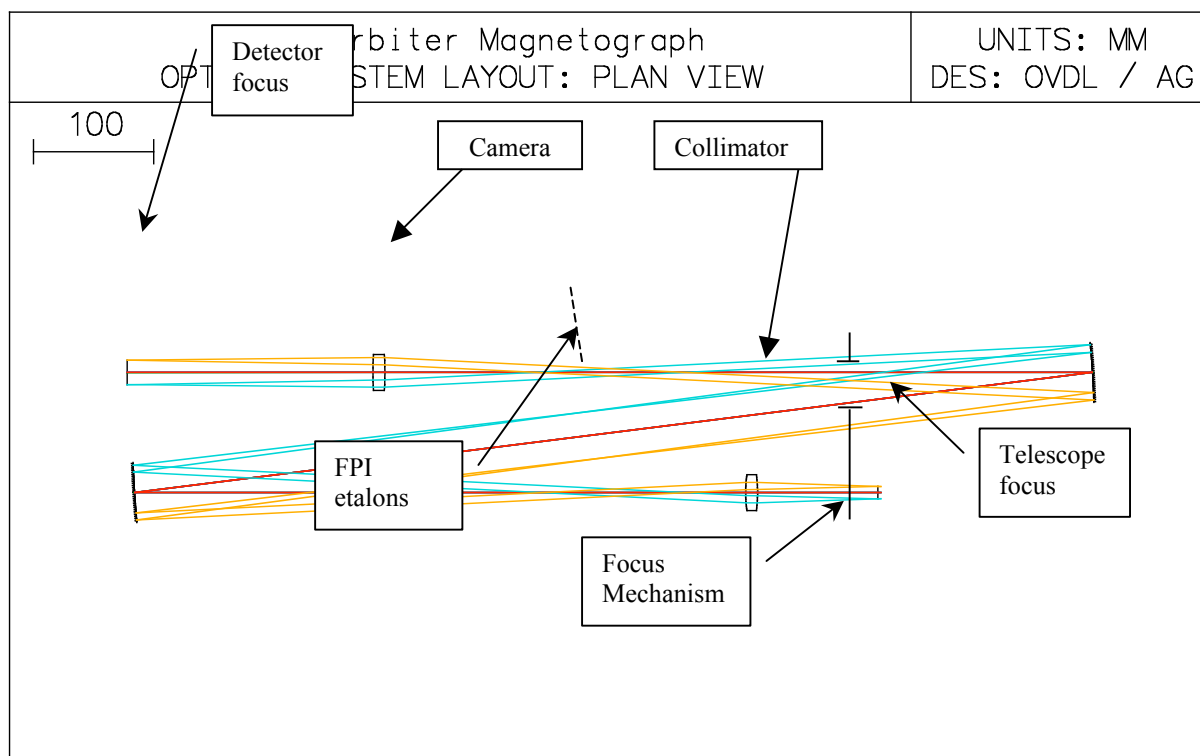 rbiter Magnetograph
OPT STEM LAYOUT: PLAN VIEW
UNITS: MM
DES: OVDL / AG
Detector
focus
100
Camera
Collimator
FPI
etalons
Telescope
focus
Focus
Mechanism